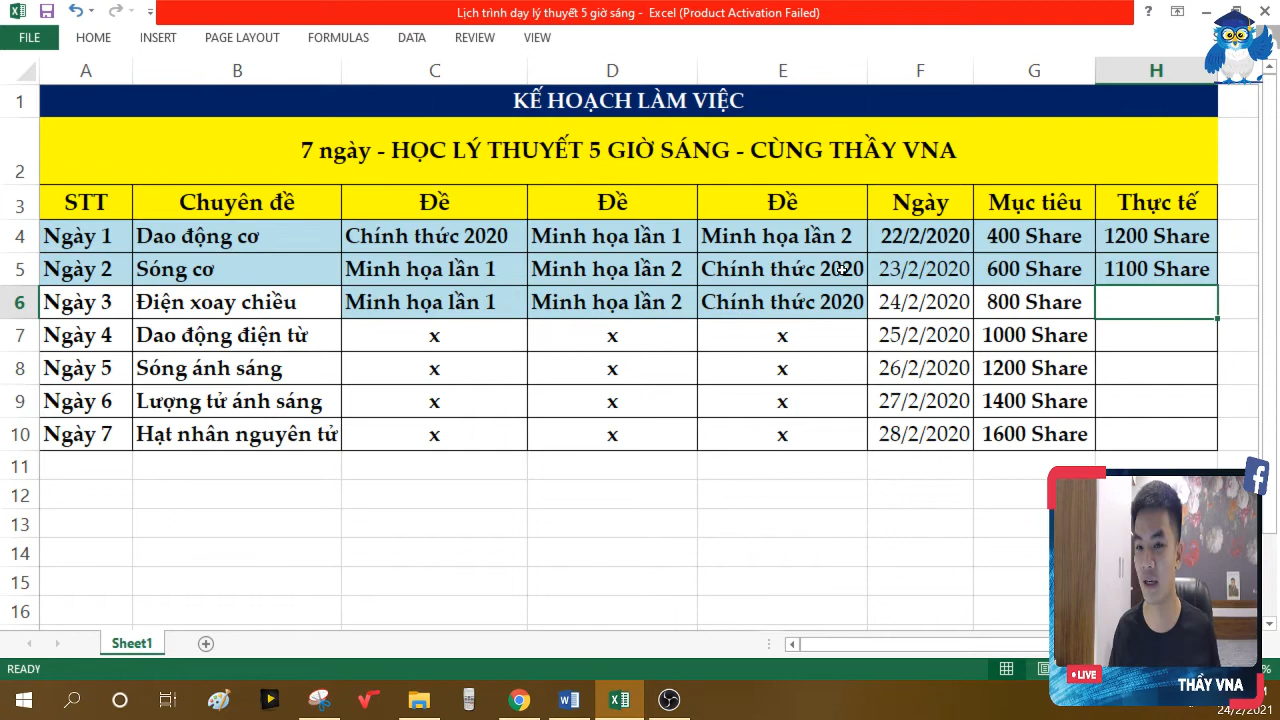 Lịch trình dạy lý thuyết 5 giờ sáng - Excel (Product Activation Failed)
FILE HOME INSERT PAGE LAYOUT FORMULAS DATA REVIEW VIEW
A B C D E F G H
1 KẾ HOẠCH LÀM VIỆC
2 7 ngày - HỌC LÝ THUYẾT 5 GIỜ SÁNG - CÙNG THẦY VNA
3 STT Chuyên đề Đề Đề Đề Ngày Mục tiêu Thực tế
4 Ngày 1 Dao động cơ Chính thức 2020 Minh họa lần 1 Minh họa lần 2 22/2/2020 400 Share 1200 Share
5 Ngày 2 Sóng cơ Minh họa lần 1 Minh họa lần 2 Chính thức 2020 23/2/2020 600 Share 1100 Share
6 Ngày 3 Điện xoay chiều Minh họa lần 1 Minh họa lần 2 Chính thức 2020 24/2/2020 800 Share
7 Ngày 4 Dao động điện từ x x x 25/2/2020 1000 Share
8 Ngày 5 Sóng ánh sáng x x x 26/2/2020 1200 Share
9 Ngày 6 Lượng tử ánh sáng x x x 27/2/2020 1400 Share
10 Ngày 7 Hạt nhân nguyên tử x x x 28/2/2020 1600 Share
11
12
13
14
15
16
Sheet1
READY
LIVE
THẦY VNA
24/2/2021